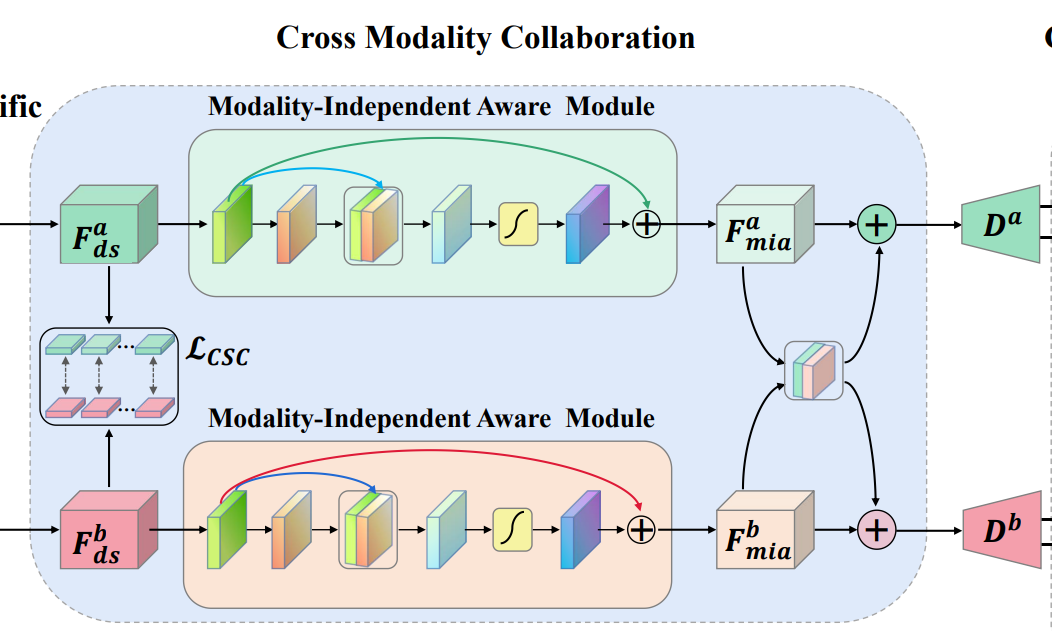 Cross Modality Collaboration
ific
Modality-Independent Aware Module
F^a_ds
F^a_mia
+
D^a
...
...
ℒ_CSC
Modality-Independent Aware Module
F^b_ds
F^b_mia
+
D^b